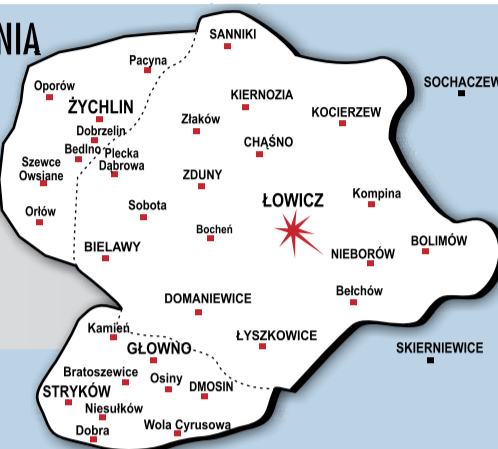 NIA
SANNIKI
Pacyna
Oporów
SOCHACZEW
KIERNOZIA
ŻYCHLIN
KOCIERZEW
Złaków
Dobrzelin
CHĄŚNO
Bedlno
Plecka
Dąbrowa
Szewce
Owsiane
ZDUNY
Kompina
ŁOWICZ
Sobota
Orłów
Bocheń
BOLIMÓW
BIELAWY
NIEBORÓW
Bełchów
DOMANIEWICE
Kamień
ŁYSZKOWICE
GŁOWNO
SKIERNIEWICE
Bratoszewice
Osiny
STRYKÓW
DMOSIN
Niesułków
Wola Cyrusowa
Dobra